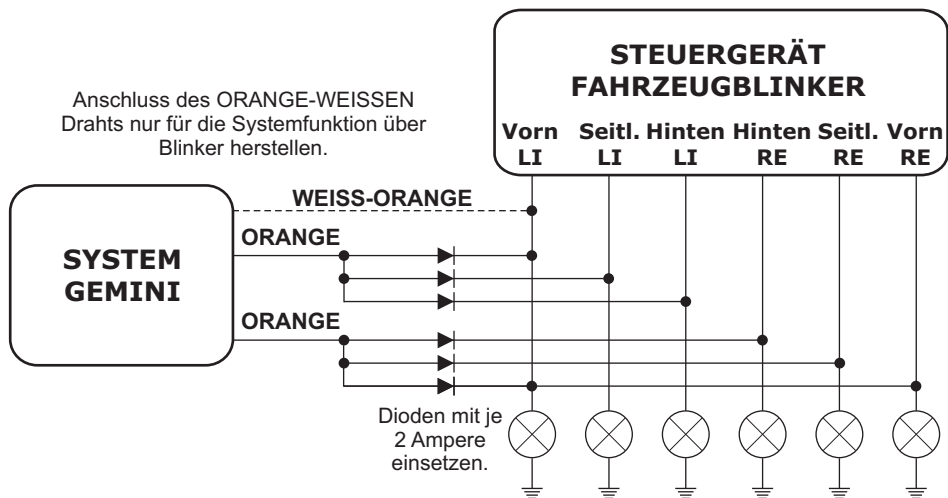 STEUERGERÄT
FAHRZEUGBLINKER
Vorn Seitl. Hinten Hinten Seitl. Vorn
LI LI LI RE RE RE
Anschluss des ORANGE-WEISSEN
Drahts nur für die Systemfunktion über
Blinker herstellen.
WEISS-ORANGE
ORANGE
SYSTEM
GEMINI
ORANGE
Dioden mit je
2 Ampere
einsetzen.